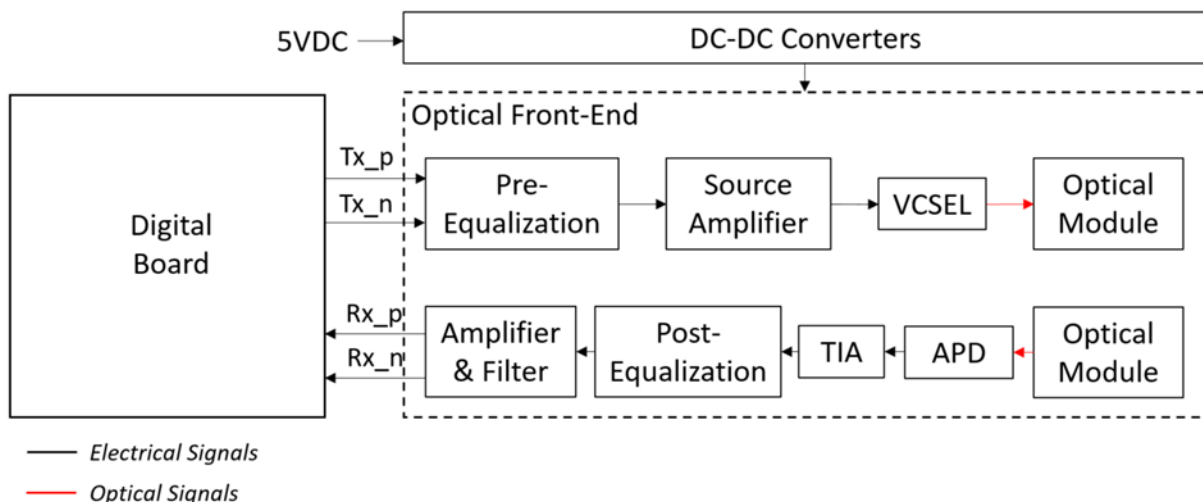 5VDC
DC-DC Converters
Optical Front-End
Digital
Board
Tx_p
Tx_n
Pre-
Equalization
Source
Amplifier
VCSEL
Optical
Module
Rx_p
Rx_n
Amplifier
& Filter
Post-
Equalization
TIA
APD
Optical
Module
Electrical Signals
Optical Signals